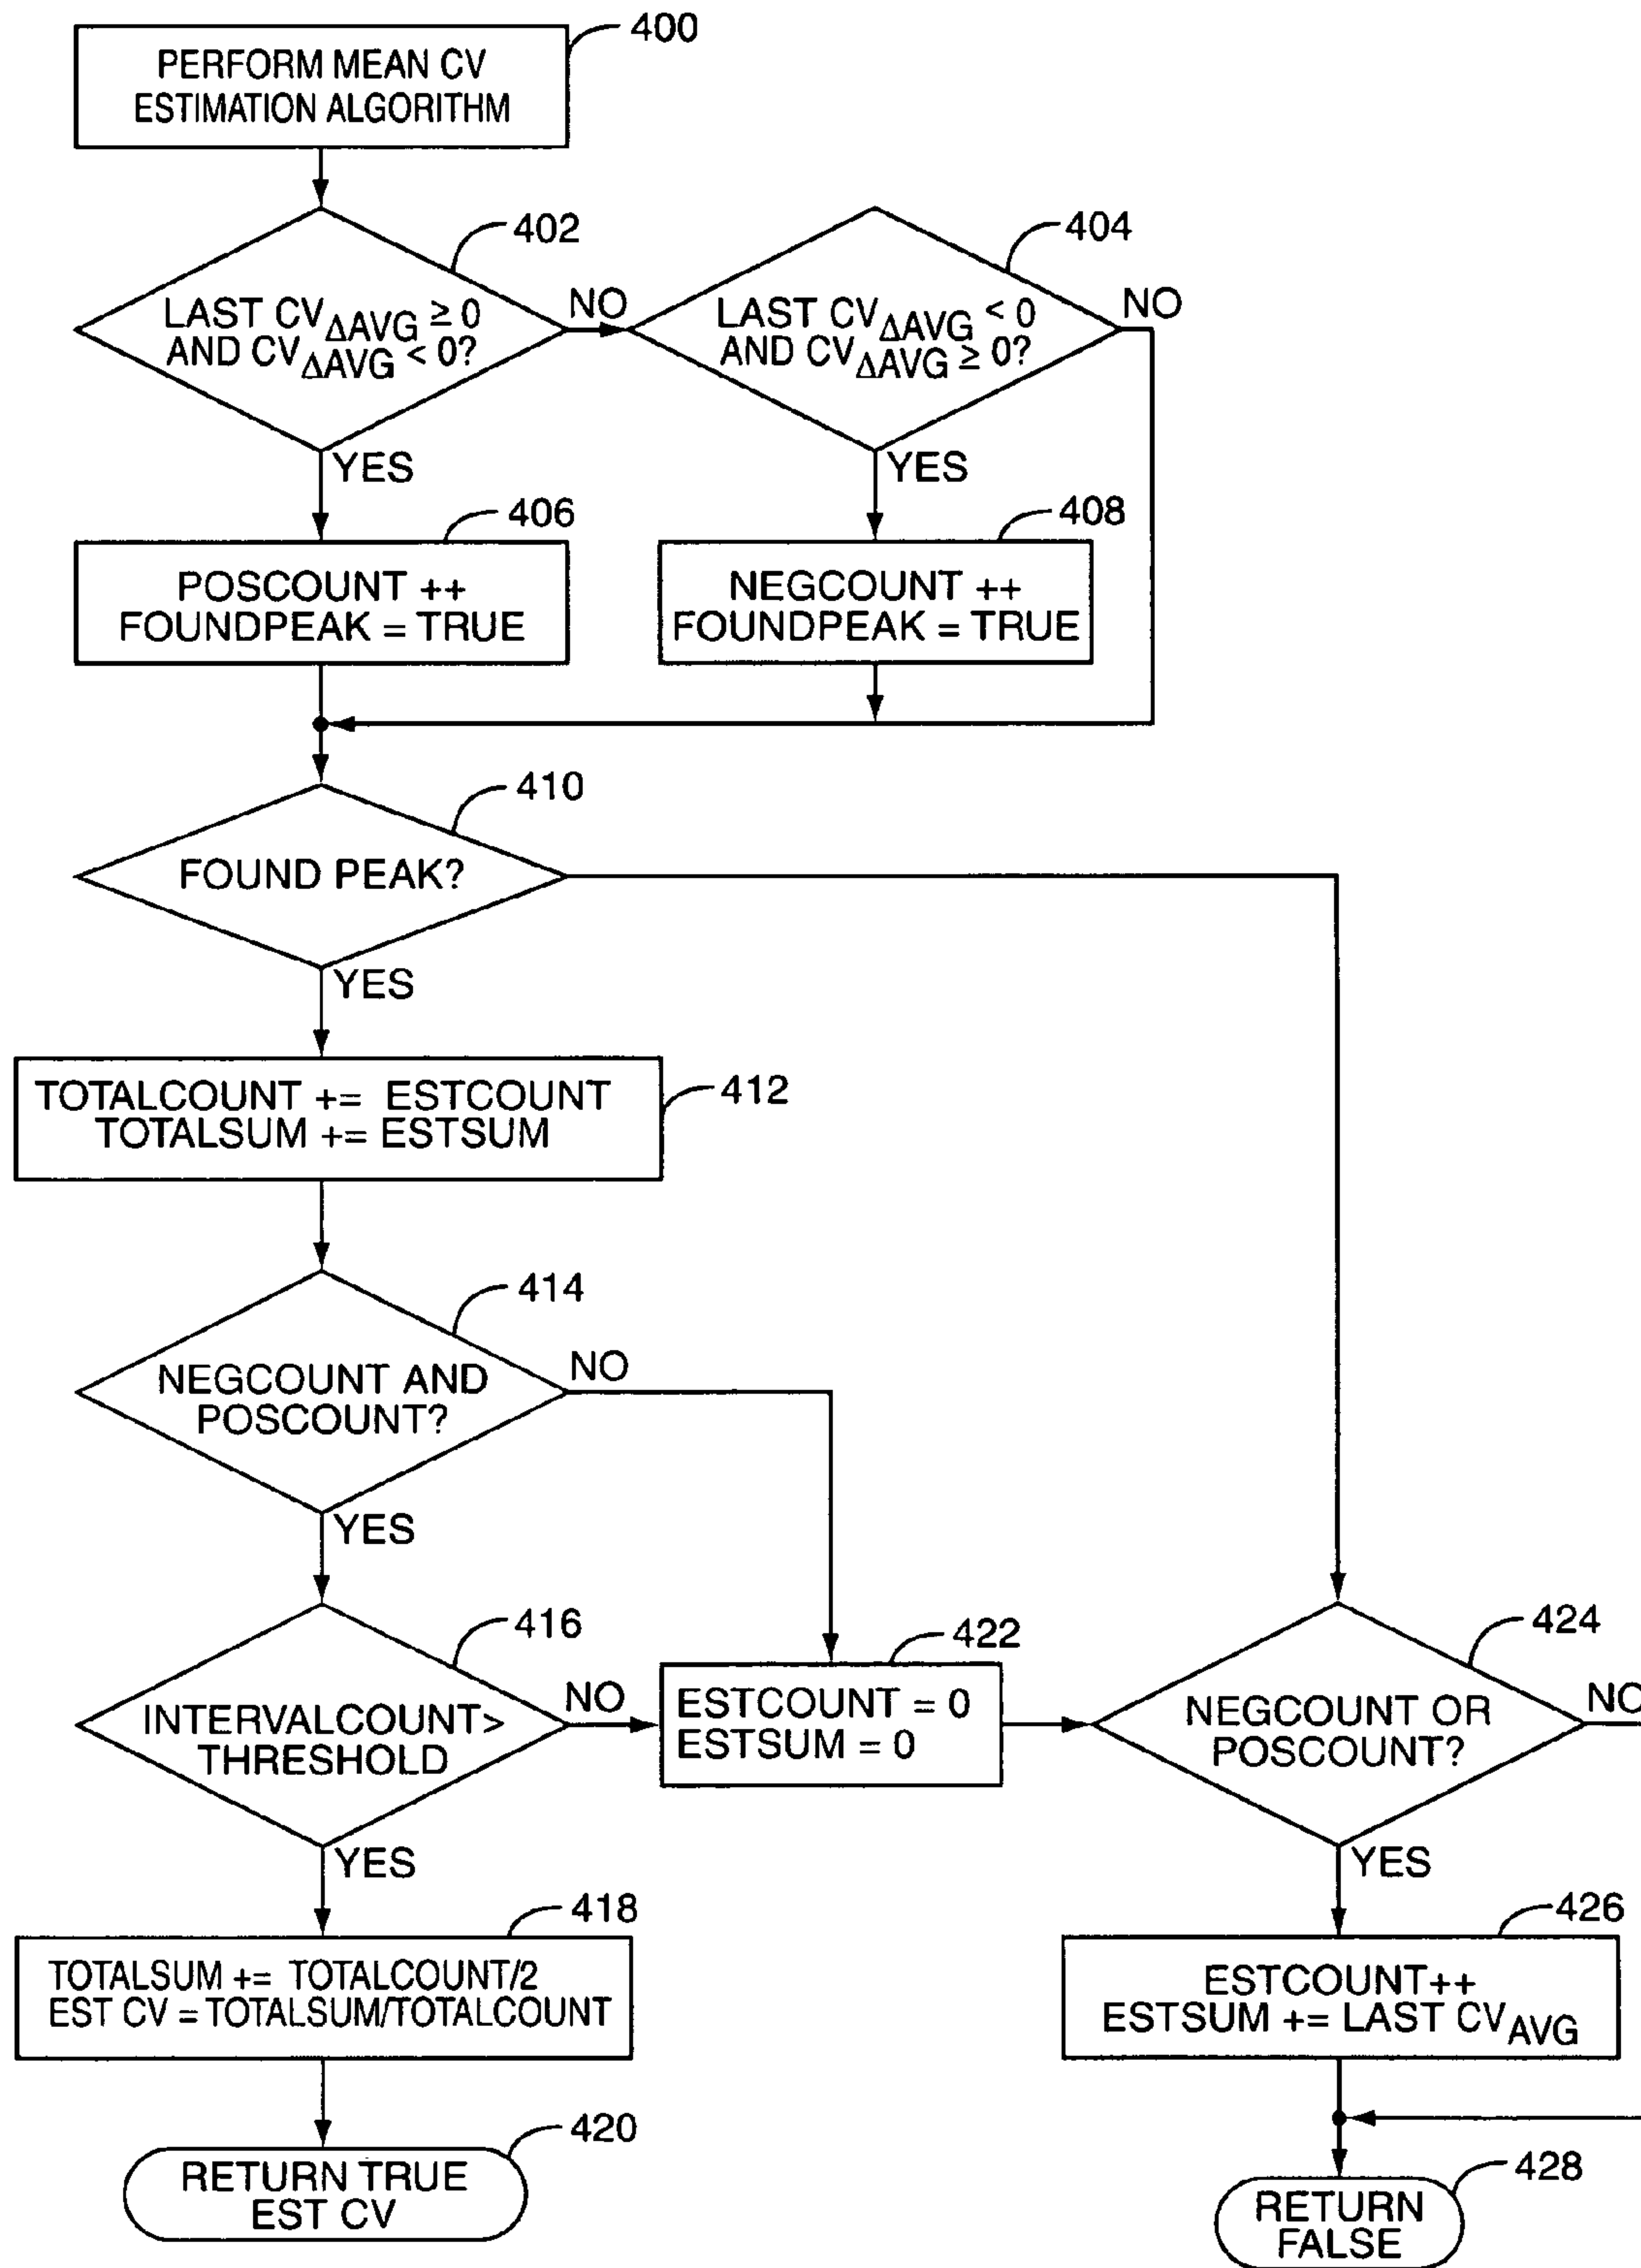 400
PERFORM MEAN CV
ESTIMATION ALGORITHM
402
LAST CVΔAVG ≥ 0
AND CVΔAVG < 0?
NO
YES
404
LAST CVΔAVG < 0
AND CVΔAVG ≥ 0?
NO
YES
406
POSCOUNT ++
FOUNDPEAK = TRUE
408
NEGCOUNT ++
FOUNDPEAK = TRUE
410
FOUND PEAK?
YES
412
TOTALCOUNT += ESTCOUNT
TOTALSUM += ESTSUM
414
NEGCOUNT AND
POSCOUNT?
NO
YES
416
INTERVALCOUNT>
THRESHOLD
NO
YES
422
ESTCOUNT = 0
ESTSUM = 0
424
NEGCOUNT OR
POSCOUNT?
NO
YES
418
TOTALSUM += TOTALCOUNT/2
EST CV = TOTALSUM/TOTALCOUNT
426
ESTCOUNT++
ESTSUM += LAST CVAVG
420
RETURN TRUE
EST CV
428
RETURN
FALSE